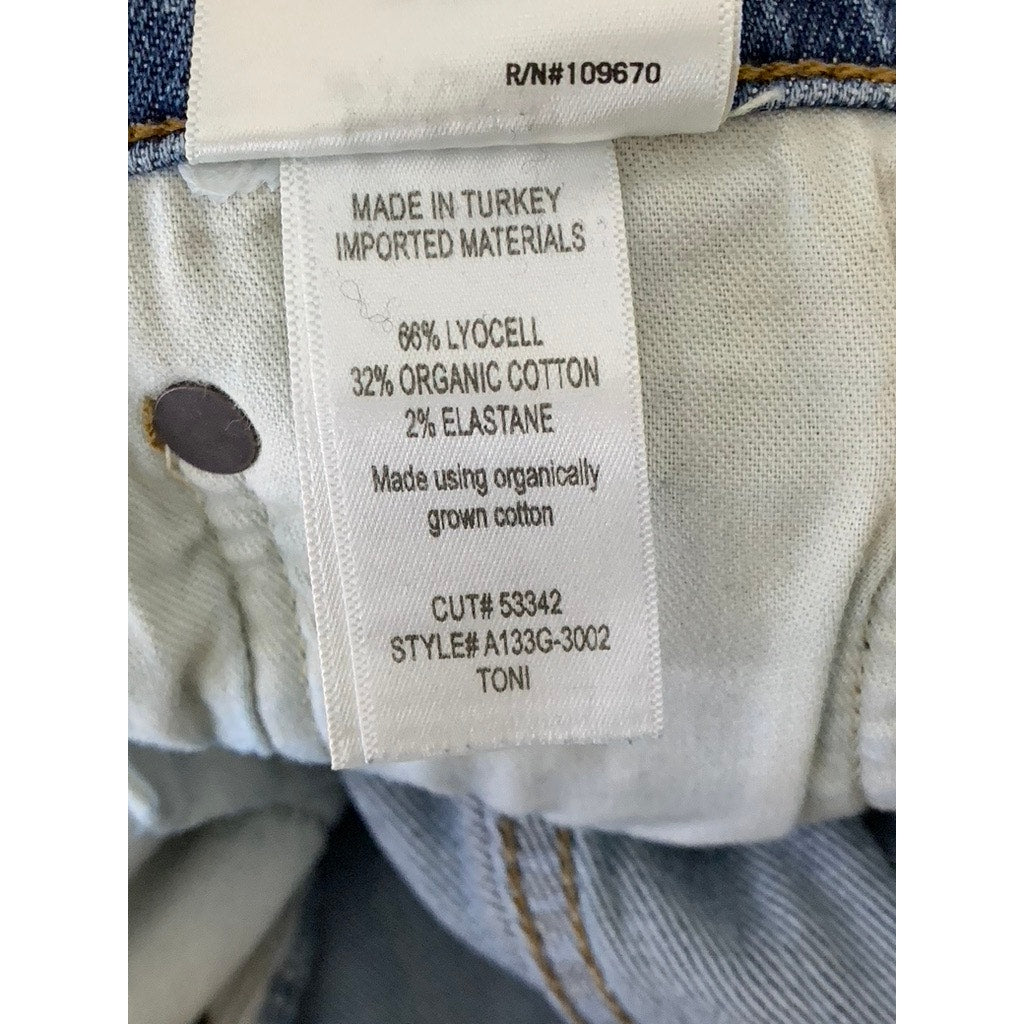 R/N#109670
MADE IN TURKEY
IMPORTED MATERIALS
66% LYOCELL
32% ORGANIC COTTON
2% ELASTANE
Made using organically
grown cotton
CUT# 53342
STYLE# A133G-3002
TONI